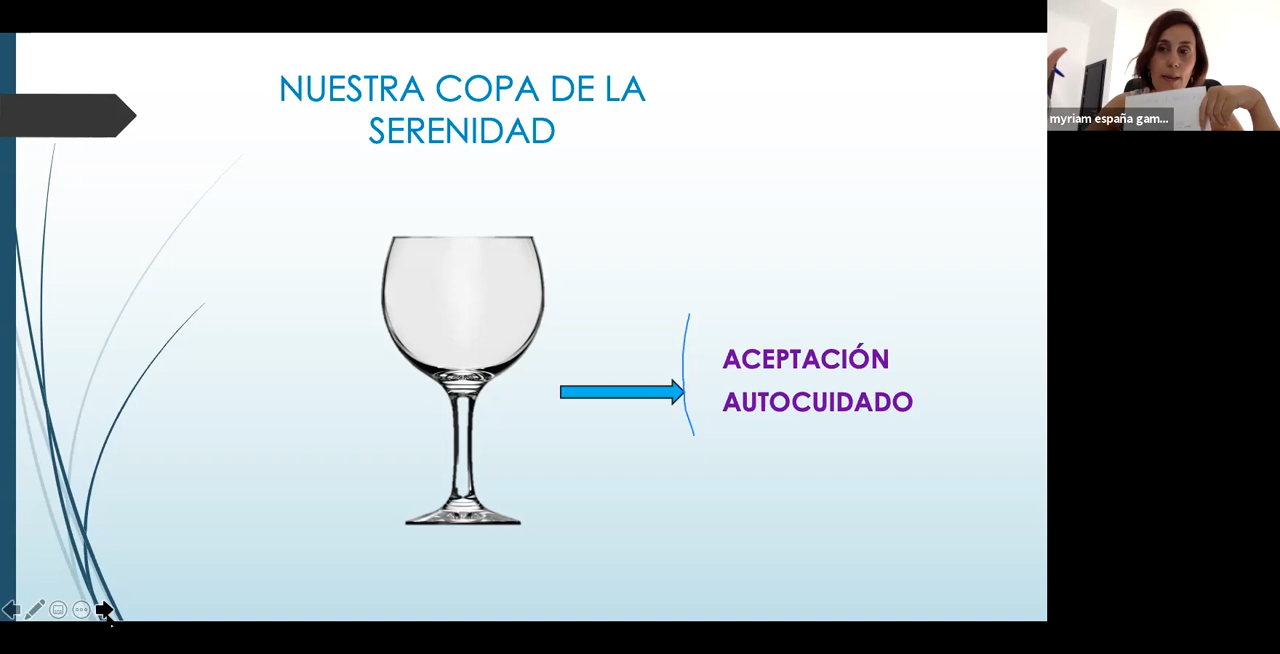 NUESTRA COPA DE LA
SERENIDAD
ACEPTACIÓN
AUTOCUIDADO
myriam españa gam...